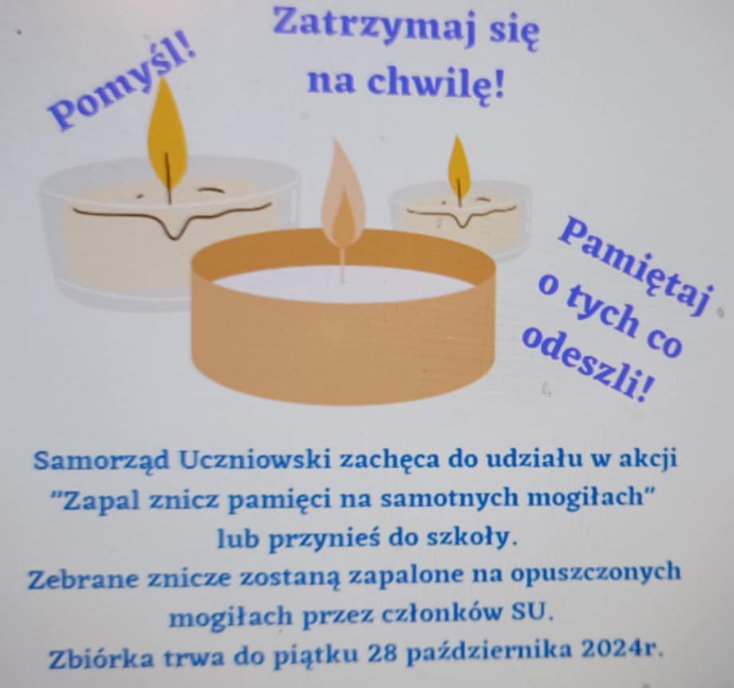 Pomyśl!
Zatrzymaj się
na chwilę!
Pamiętaj
o tych co
odeszli!
Samorząd Uczniowski zachęca do udziału w akcji
"Zapal znicz pamięci na samotnych mogiłach"
lub przynieś do szkoły.
Zebrane znicze zostaną zapalone na opuszczonych
mogiłach przez członków SU.
Zbiórka trwa do piątku 28 października 2024r.